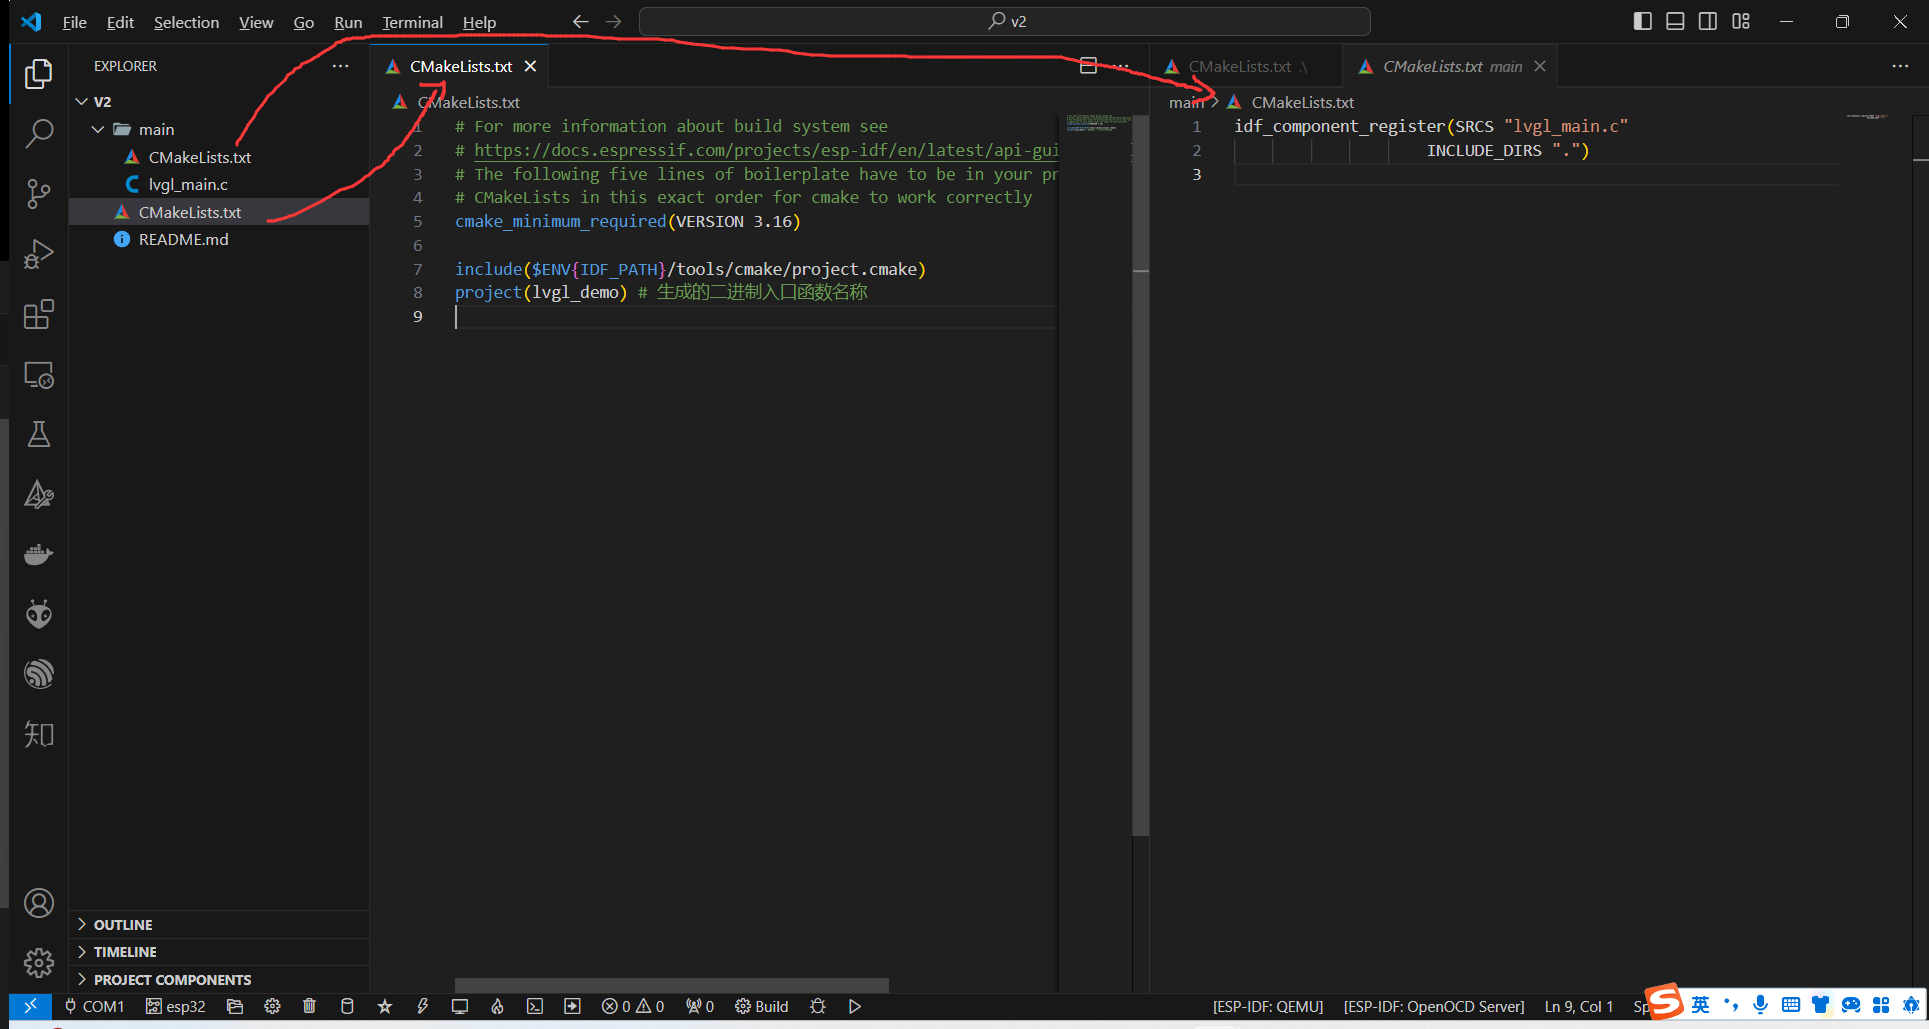 File Edit Selection View Go Run Terminal Help
v2
EXPLORER
V2
main
CMakeLists.txt
lvgl_main.c
CMakeLists.txt
README.md
OUTLINE
TIMELINE
PROJECT COMPONENTS
CMakeLists.txt
CMakeLists.txt
1 # For more information about build system see
2 # https://docs.espressif.com/projects/esp-idf/en/latest/api-gui
3 # The following five lines of boilerplate have to be in your pr
4 # CMakeLists in this exact order for cmake to work correctly
5 cmake_minimum_required(VERSION 3.16)
6
7 include($ENV{IDF_PATH}/tools/cmake/project.cmake)
8 project(lvgl_demo) # 生成的二进制入口函数名称
9
CMakeLists.txt .\
CMakeLists.txt main
main > CMakeLists.txt
1 idf_component_register(SRCS "lvgl_main.c"
2 INCLUDE_DIRS ".")
3
知
COM1 esp32 0 0 0 Build [ESP-IDF: QEMU] [ESP-IDF: OpenOCD Server] Ln 9, Col 1 Sp
S 英